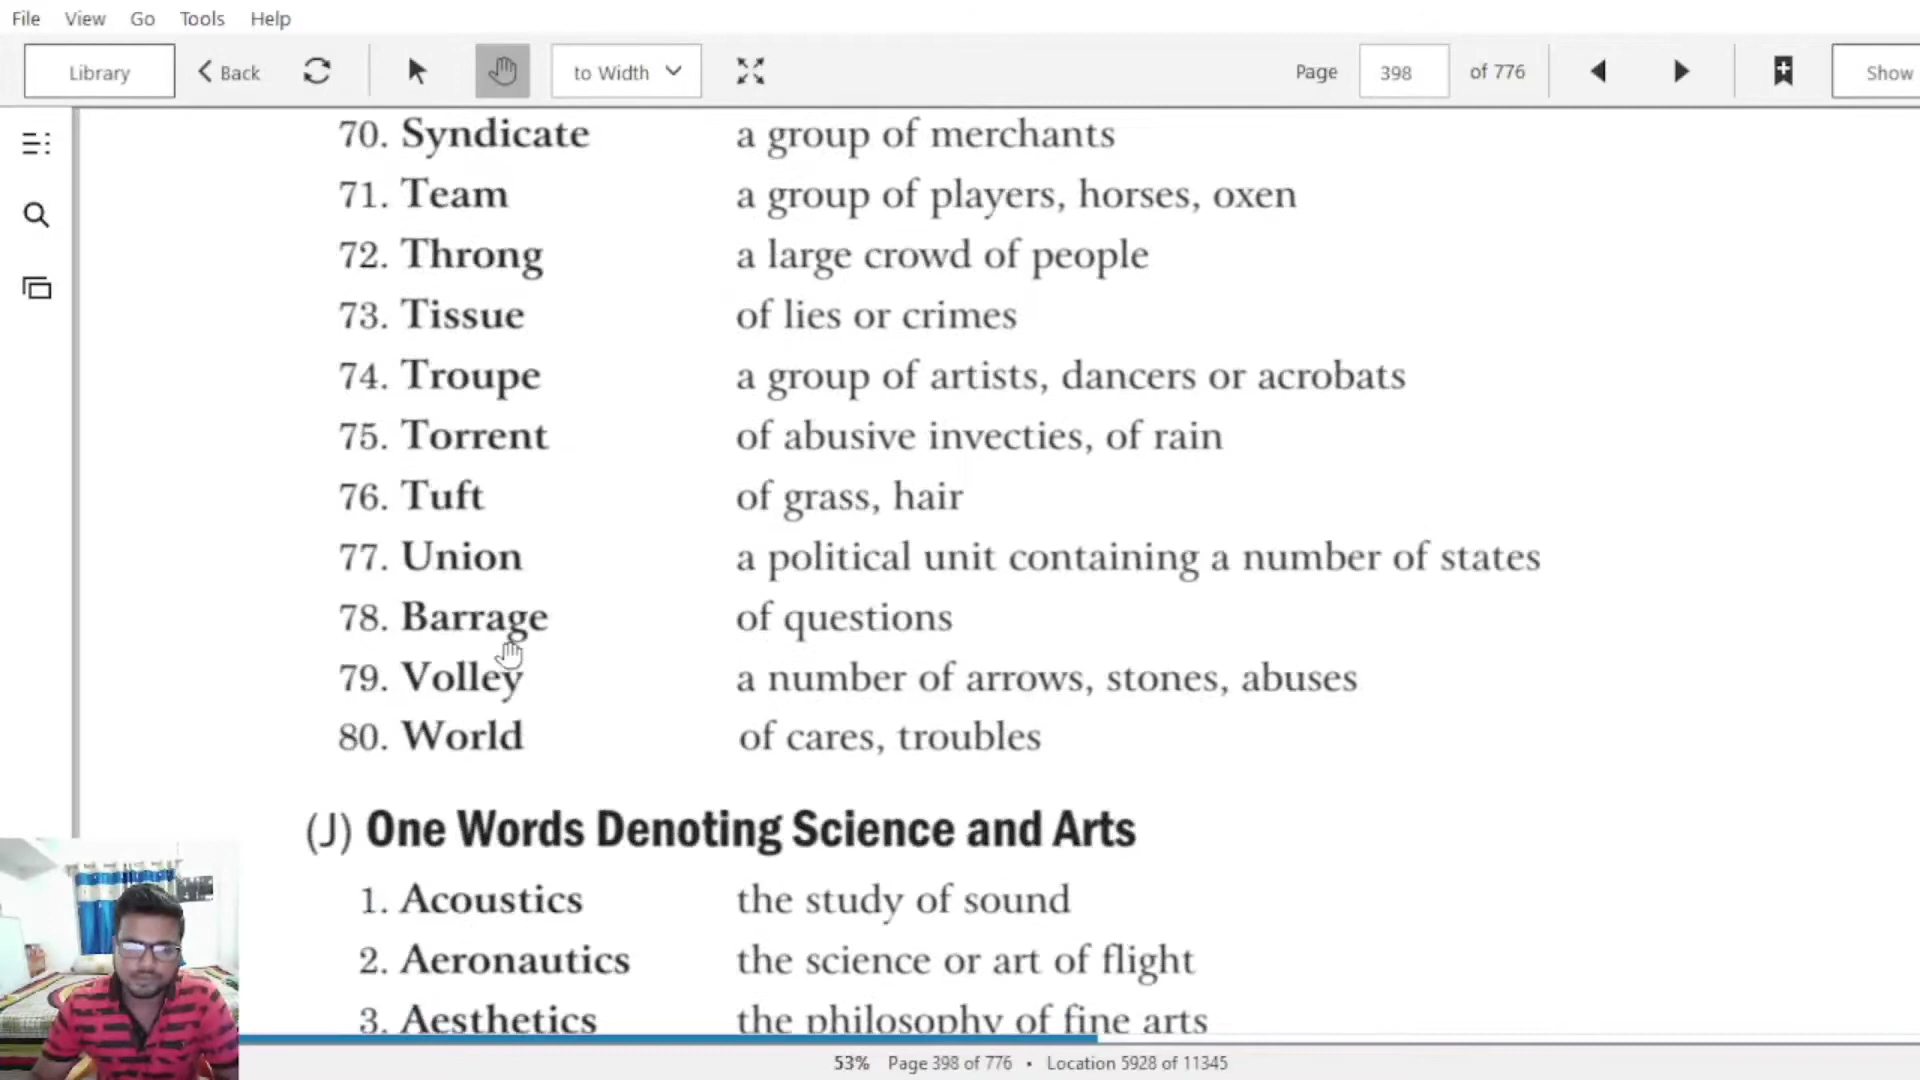 File View Go Tools Help
Library Back to Width Page 398 of 776 Show
70. Syndicate a group of merchants
71. Team a group of players, horses, oxen
72. Throng a large crowd of people
73. Tissue of lies or crimes
74. Troupe a group of artists, dancers or acrobats
75. Torrent of abusive invecties, of rain
76. Tuft of grass, hair
77. Union a political unit containing a number of states
78. Barrage of questions
79. Volley a number of arrows, stones, abuses
80. World of cares, troubles
(J) One Words Denoting Science and Arts
1. Acoustics the study of sound
2. Aeronautics the science or art of flight
3. Aesthetics the philosophy of fine arts
53% Page 398 of 776 • Location 5928 of 11345